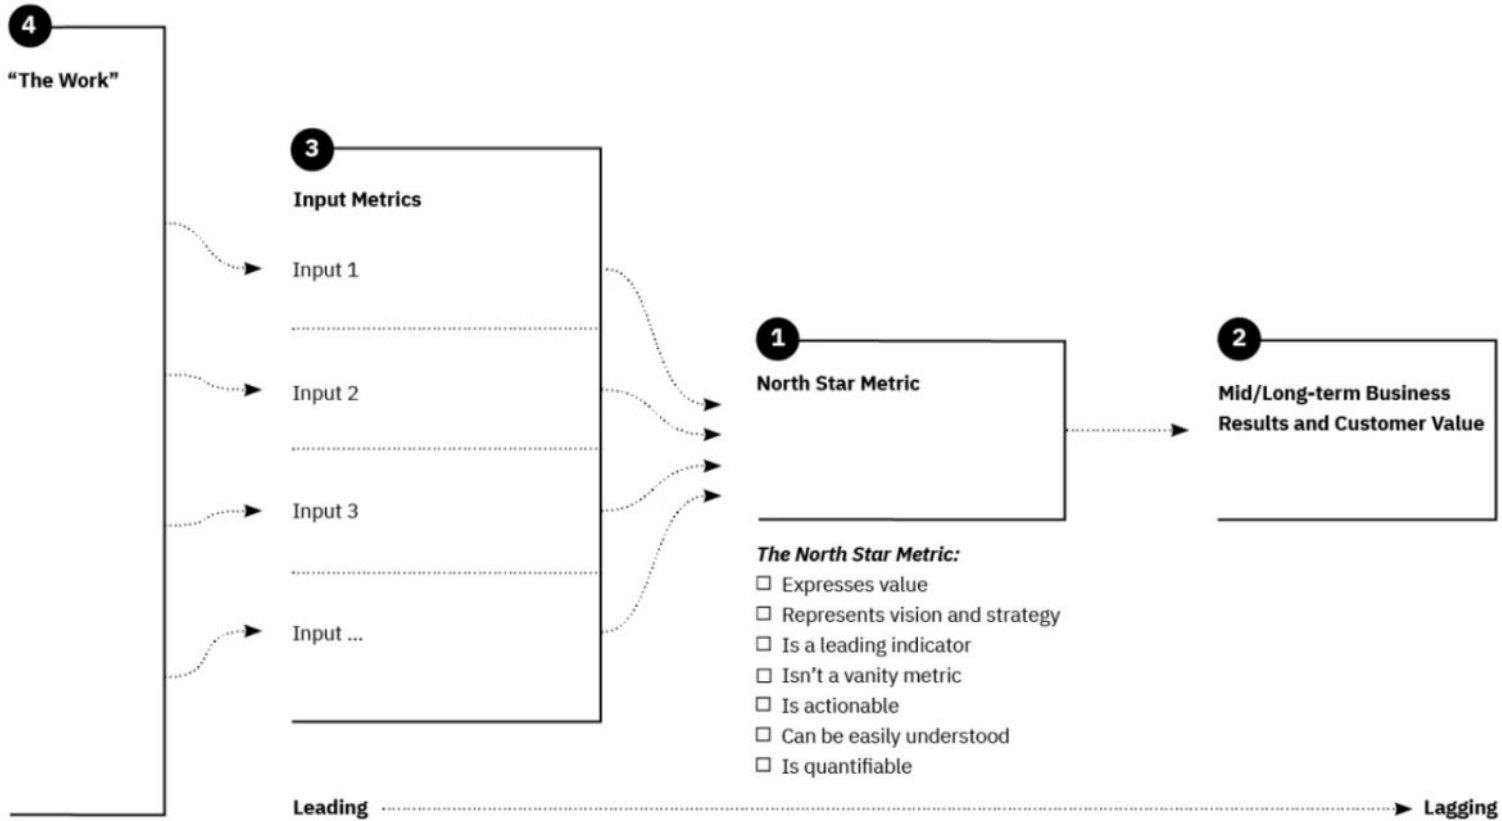 4
“The Work”
3
Input Metrics
Input 1
Input 2
Input 3
Input ...
1
North Star Metric
2
Mid/Long-term Business
Results and Customer Value
The North Star Metric:
Expresses value
Represents vision and strategy
Is a leading indicator
Isn’t a vanity metric
Is actionable
Can be easily understood
Is quantifiable
Leading
Lagging